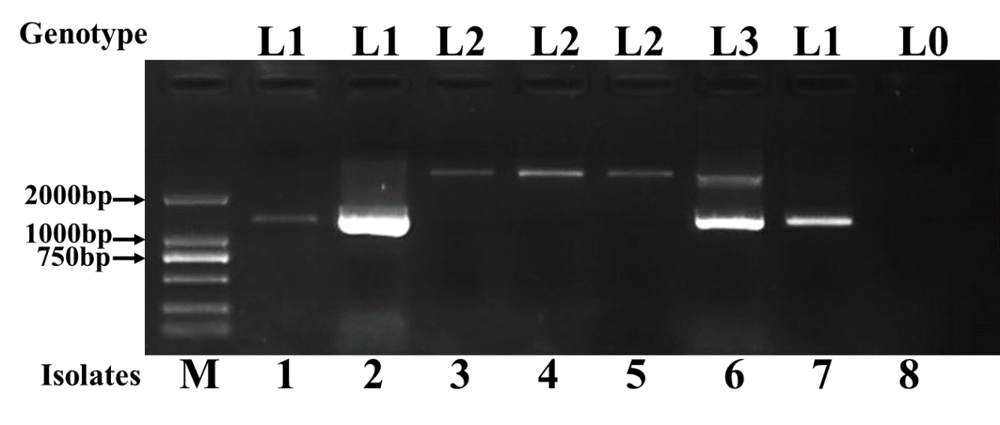 Genotype L1 L1 L2 L2 L2 L3 L1 L0
2000bp
1000bp
750bp
Isolates M 1 2 3 4 5 6 7 8